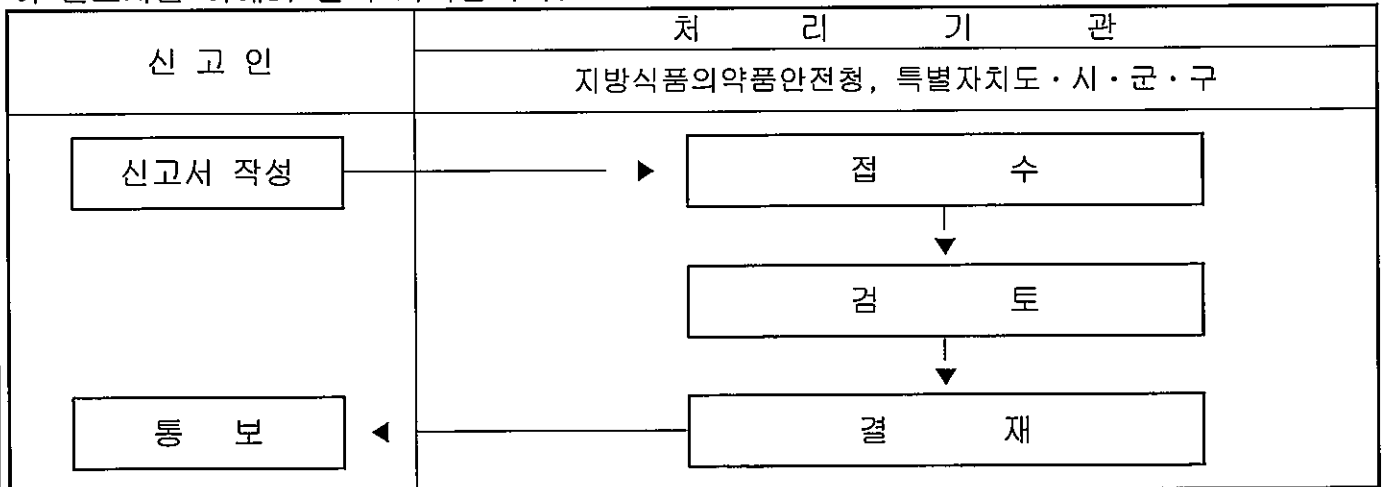 처 리 기 관
신 고 인
지방식품의약품안전청, 특별자치도・시・군・구
신고서 작성
접 수
검 토
통 보
결 재